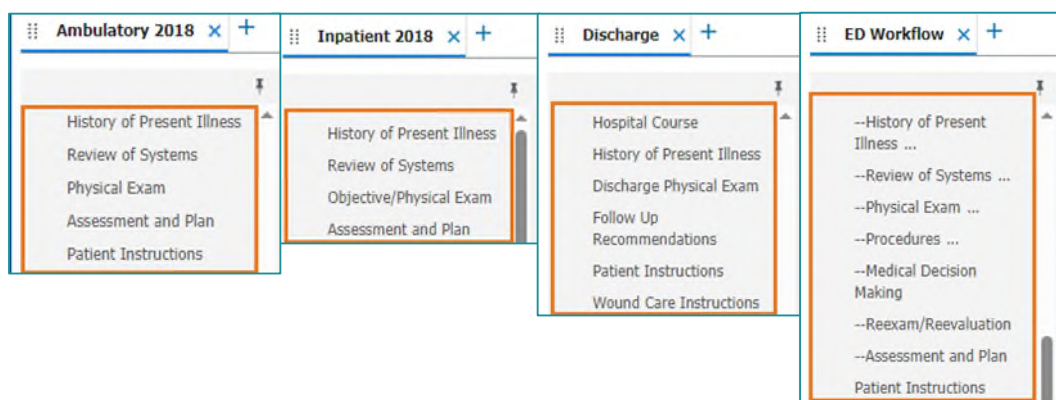 Ambulatory 2018 × +
History of Present Illness
Review of Systems
Physical Exam
Assessment and Plan
Patient Instructions
Inpatient 2018 × +
History of Present Illness
Review of Systems
Objective/Physical Exam
Assessment and Plan
Discharge × +
Hospital Course
History of Present Illness
Discharge Physical Exam
Follow Up
Recommendations
Patient Instructions
Wound Care Instructions
ED Workflow × +
--History of Present
Illness ...
--Review of Systems ...
--Physical Exam ...
--Procedures ...
--Medical Decision
Making
--Reexam/Reevaluation
--Assessment and Plan
Patient Instructions